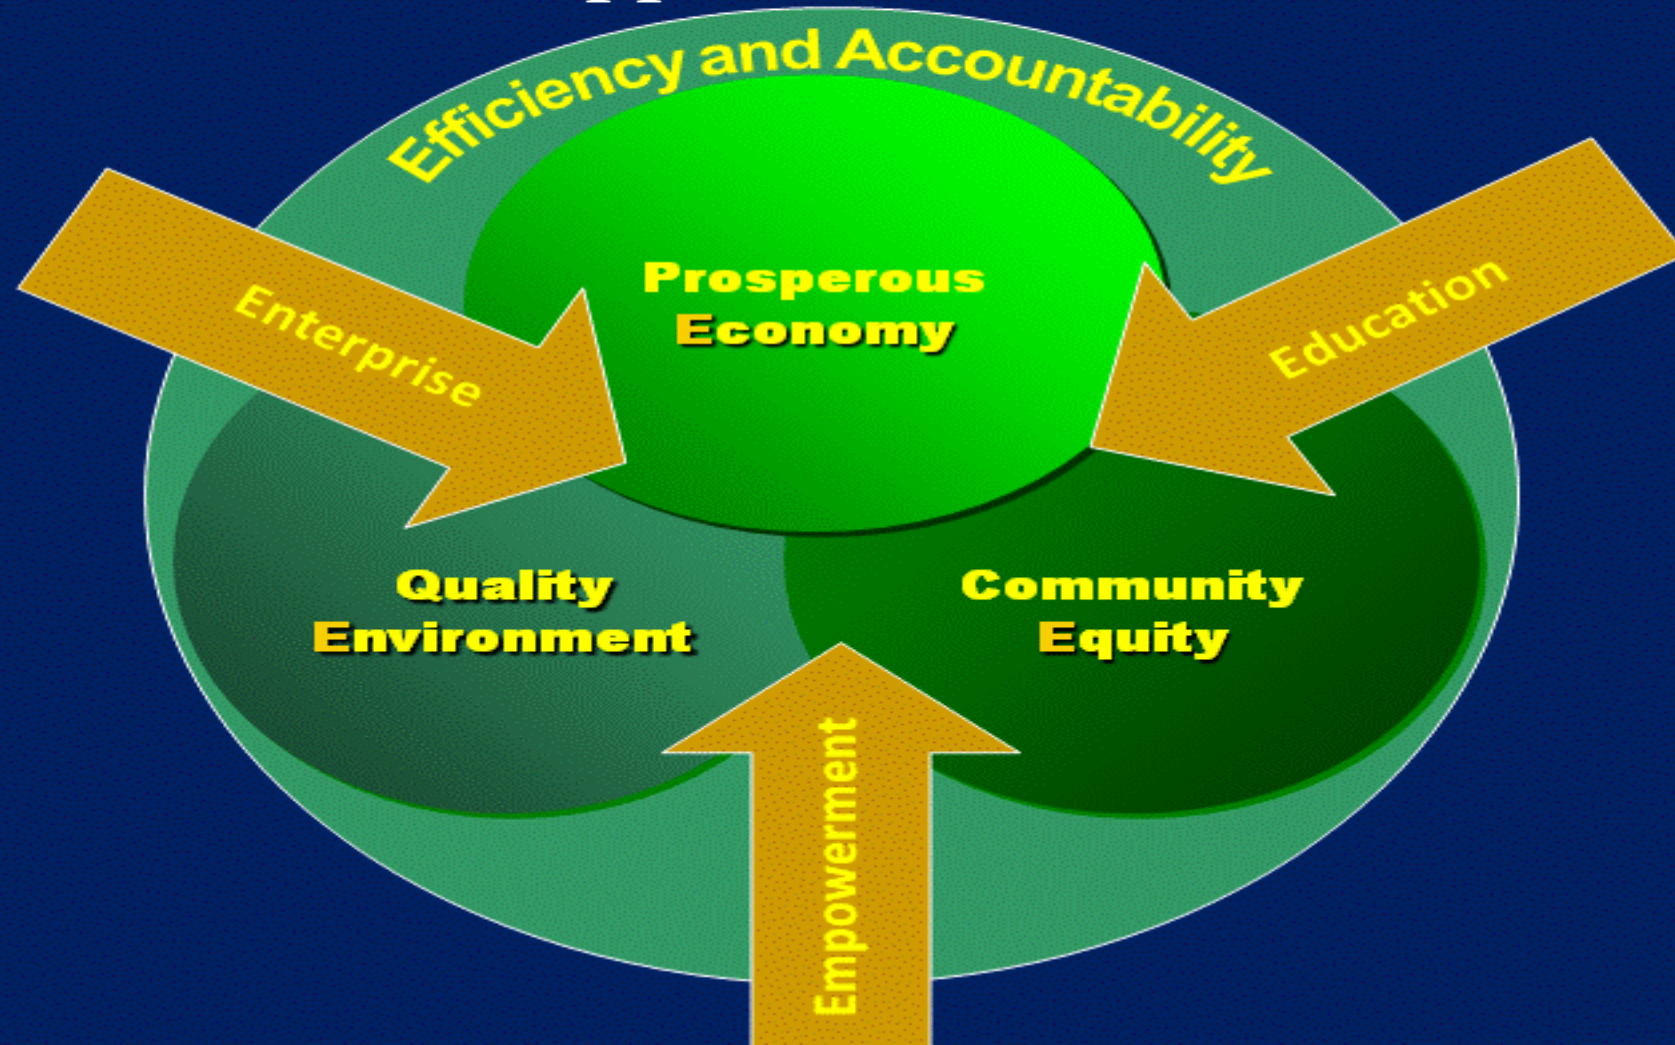 Efficiency and Accountability
Enterprise
Prosperous
Economy
Education
Quality
Environment
Community
Equity
Empowerment